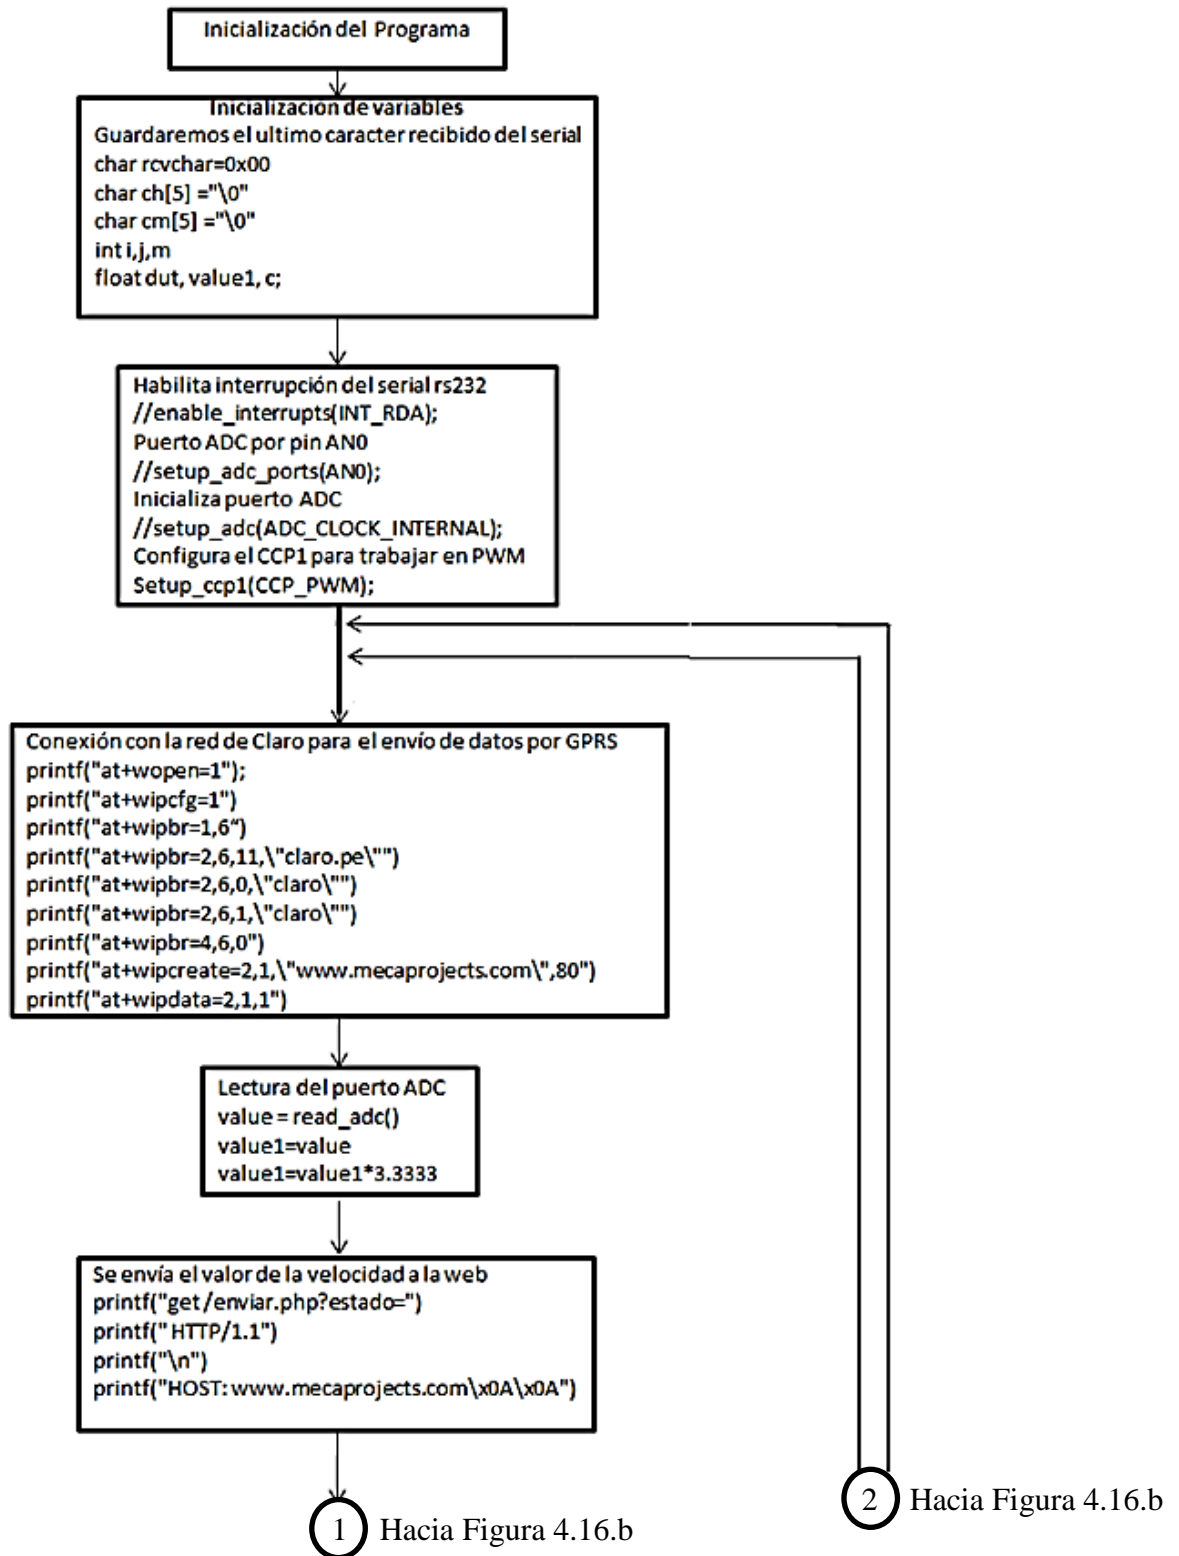 Inicialización del Programa
Inicialización de variables
Guardaremos el ultimo caracter recibido del serial
char rcvchar=0x00
char ch[5] ="\0"
char cm[5] ="\0"
int i,j,m
float dut, value1, c;
Habilita interrupción del serial rs232
//enable_interrupts(INT_RDA);
Puerto ADC por pin AN0
//setup_adc_ports(AN0);
Inicializa puerto ADC
//setup_adc(ADC_CLOCK_INTERNAL);
Configura el CCP1 para trabajar en PWM
Setup_ccp1(CCP_PWM);
Conexión con la red de Claro para el envío de datos por GPRS
printf("at+wopen=1");
printf("at+wipcfg=1")
printf("at+wipbr=1,6“)
printf("at+wipbr=2,6,11,\"claro.pe\"")
printf("at+wipbr=2,6,0,\"claro\"")
printf("at+wipbr=2,6,1,\"claro\"")
printf("at+wipbr=4,6,0")
printf("at+wipcreate=2,1,\"www.mecaprojects.com\",80")
printf("at+wipdata=2,1,1")
Lectura del puerto ADC
value = read_adc()
value1=value
value1=value1*3.3333
Se envía el valor de la velocidad a la web
printf("get /enviar.php?estado=")
printf(" HTTP/1.1")
printf("\n")
printf("HOST: www.mecaprojects.com\x0A\x0A")
2 Hacia Figura 4.16.b
1 Hacia Figura 4.16.b